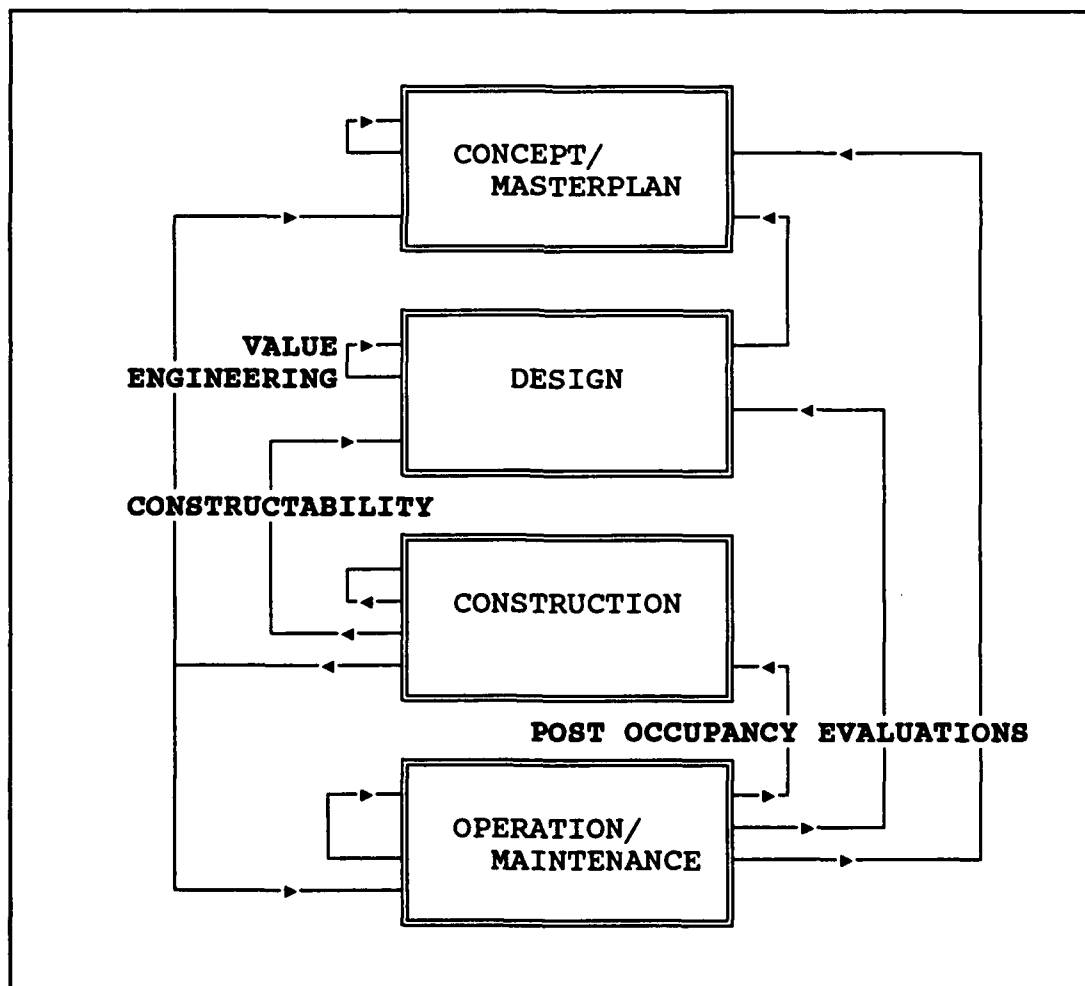 CONCEPT/
MASTERPLAN
VALUE
ENGINEERING
DESIGN
CONSTRUCTABILITY
CONSTRUCTION
POST OCCUPANCY EVALUATIONS
OPERATION/
MAINTENANCE